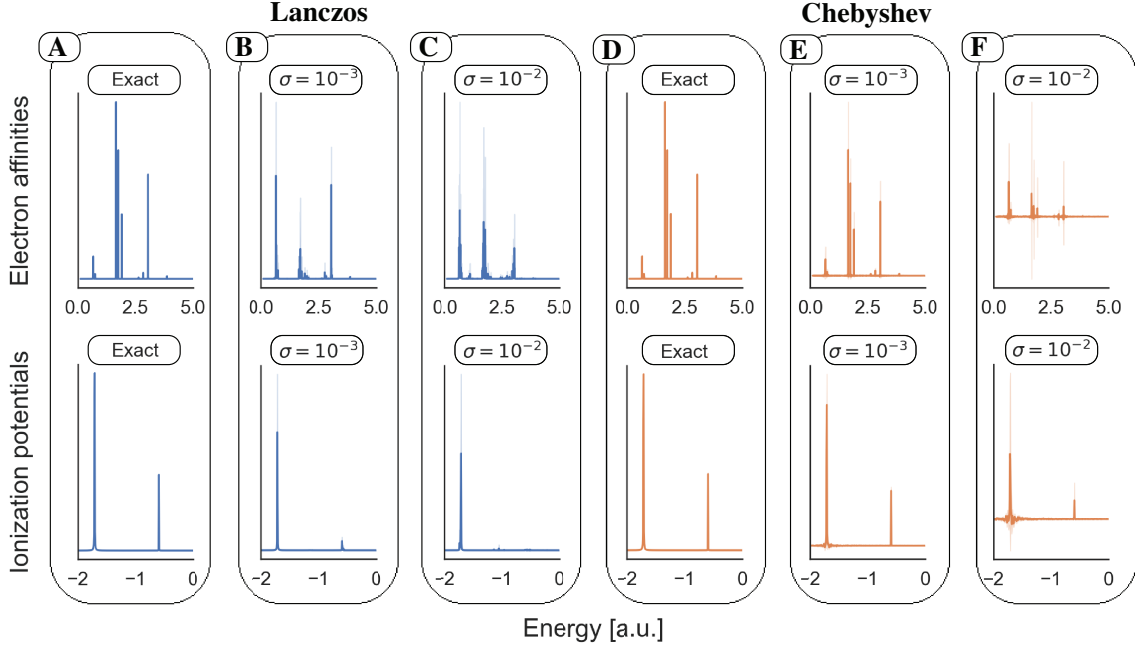 Lanczos
Chebyshev
A
B
C
D
E
F
Exact
σ = 10⁻³
σ = 10⁻²
Exact
σ = 10⁻³
σ = 10⁻²
Electron affinities
0.0 2.5 5.0
0.0 2.5 5.0
0.0 2.5 5.0
0.0 2.5 5.0
0.0 2.5 5.0
0.0 2.5 5.0
Exact
σ = 10⁻³
σ = 10⁻²
Exact
σ = 10⁻³
σ = 10⁻²
Ionization potentials
−2 −1 0
−2 −1 0
−2 −1 0
−2 −1 0
−2 −1 0
−2 −1 0
Energy [a.u.]